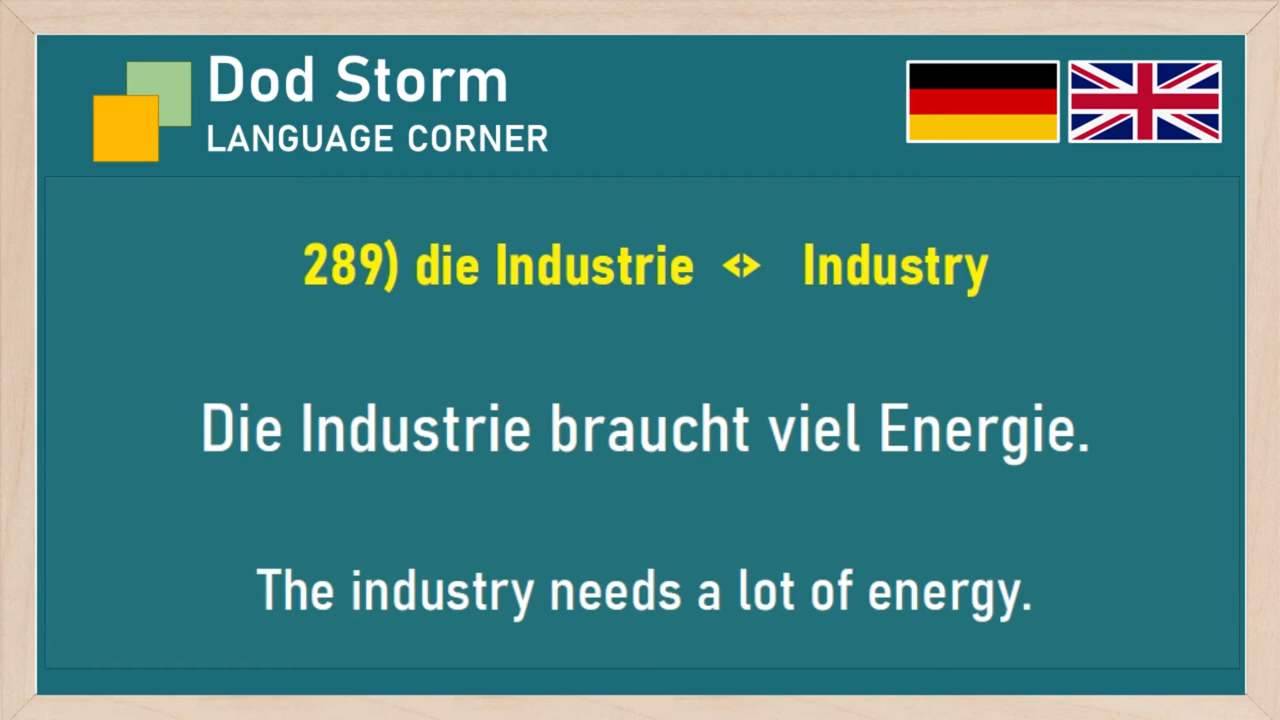 Dod Storm
LANGUAGE CORNER
289) die Industrie <> Industry
Die Industrie braucht viel Energie.
The industry needs a lot of energy.